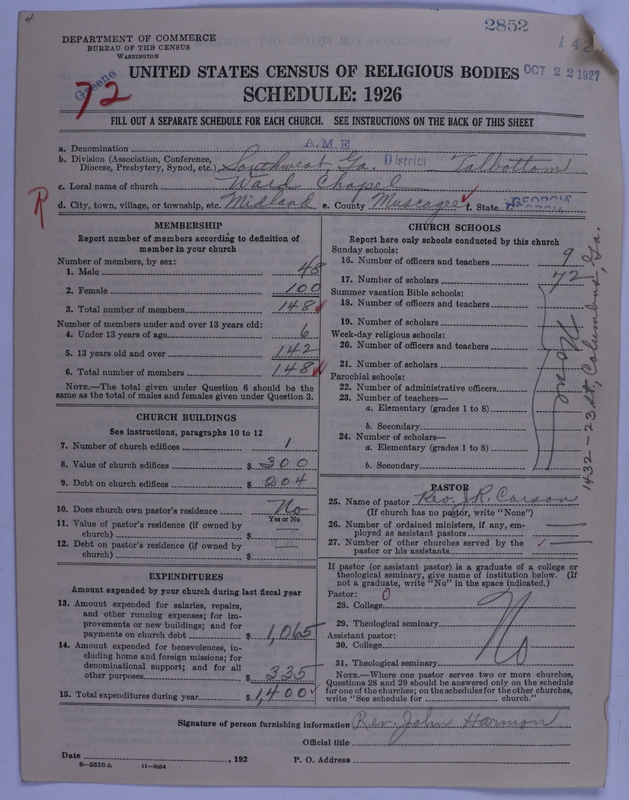 2852
142
DEPARTMENT OF COMMERCE
BUREAU OF THE CENSUS
WASHINGTON
Greene
72
UNITED STATES CENSUS OF RELIGIOUS BODIES
OCT 22 1927
SCHEDULE: 1926
FILL OUT A SEPARATE SCHEDULE FOR EACH CHURCH. SEE INSTRUCTIONS ON THE BACK OF THIS SHEET
a. Denomination A.M.E
b. Division (Association, Conference, Diocese, Presbytery, Synod, etc.) Southwest Ga. District Talbottom
c. Local name of church Ward Chapel
R
d. City, town, village, or township, etc. Midland e. County Muscagee f. State GEORGIA
MEMBERSHIP
Report number of members according to definition of
member in your church
Number of members, by sex:
1. Male 48
2. Female 100
3. Total number of members 148
Number of members under and over 13 years old:
4. Under 13 years of age 6
5. 13 years old and over 142
6. Total number of members 148
NOTE.—The total given under Question 6 should be
same as the total of males and females given under Question 3.
CHURCH BUILDINGS
See instructions, paragraphs 10 to 12
7. Number of church edifices 1
8. Value of church edifices $ 300
9. Debt on church edifices $ 204
10. Does church own pastor's residence No
Yes or No
11. Value of pastor's residence (if owned by
church) $ —
12. Debt on pastor's residence (if owned by
church) $ —
EXPENDITURES
Amount expended by your church during last fiscal year
13. Amount expended for salaries, repairs,
and other running expenses; for im-
provements or new buildings; and for
payments on church debt $ 1,065
14. Amount expended for benevolences, in-
cluding home and foreign missions; for
denominational support; and for all
other purposes $ 335
15. Total expenditures during year $ 1,400
CHURCH SCHOOLS
Report here only schools conducted by this church
Sunday schools:
16. Number of officers and teachers 9
17. Number of scholars 72
Summer vacation Bible schools:
18. Number of officers and teachers
19. Number of scholars
Week-day religious schools:
20. Number of officers and teachers
21. Number of scholars
Parochial schools:
22. Number of administrative officers
23. Number of teachers—
a. Elementary (grades 1 to 8)
b. Secondary
24. Number of scholars—
a. Elementary (grades 1 to 8)
b. Secondary
None
1432-23 St, Columbus, Ga.
PASTOR
25. Name of pastor Rev. J.R. Carson
(If church has no pastor, write "None")
26. Number of ordained ministers, if any, em-
ployed as assistant pastors —
27. Number of other churches served by the
pastor or his assistants —
If pastor (or assistant pastor) is a graduate of a college or
theological seminary, give name of institution below. (If
not a graduate, write "No" in the space indicated.)
Pastor: 0
28. College
29. Theological seminary
Assistant pastor:
30. College
31. Theological seminary
No
NOTE.—Where one pastor serves two or more churches,
Questions 28 and 29 should be answered only on the schedule
for one of the churches; on the schedules for the other churches,
write "See schedule for church."
Signature of person furnishing information Rev. John Harmon
Official title
Date , 192 P. O. Address